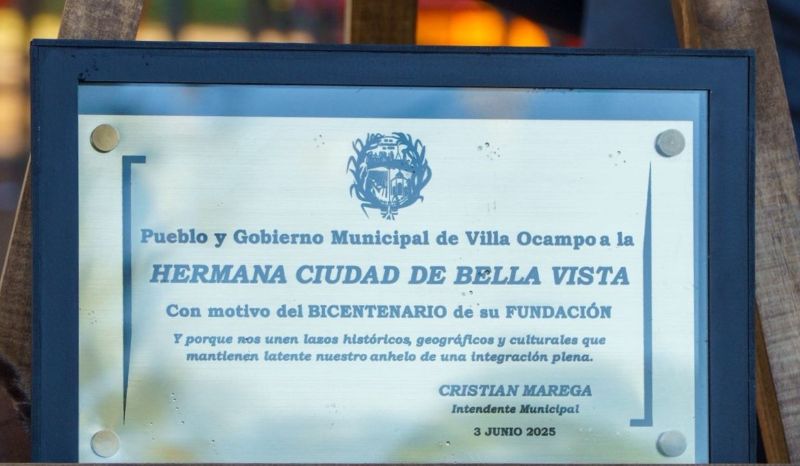 Pueblo y Gobierno Municipal de Villa Ocampo a la
HERMANA CIUDAD DE BELLA VISTA
Con motivo del BICENTENARIO de su FUNDACIÓN
Y porque nos unen lazos históricos, geográficos y culturales que
mantienen latente nuestro anhelo de una integración plena.
CRISTIAN MAREGA
Intendente Municipal
3 JUNIO 2025